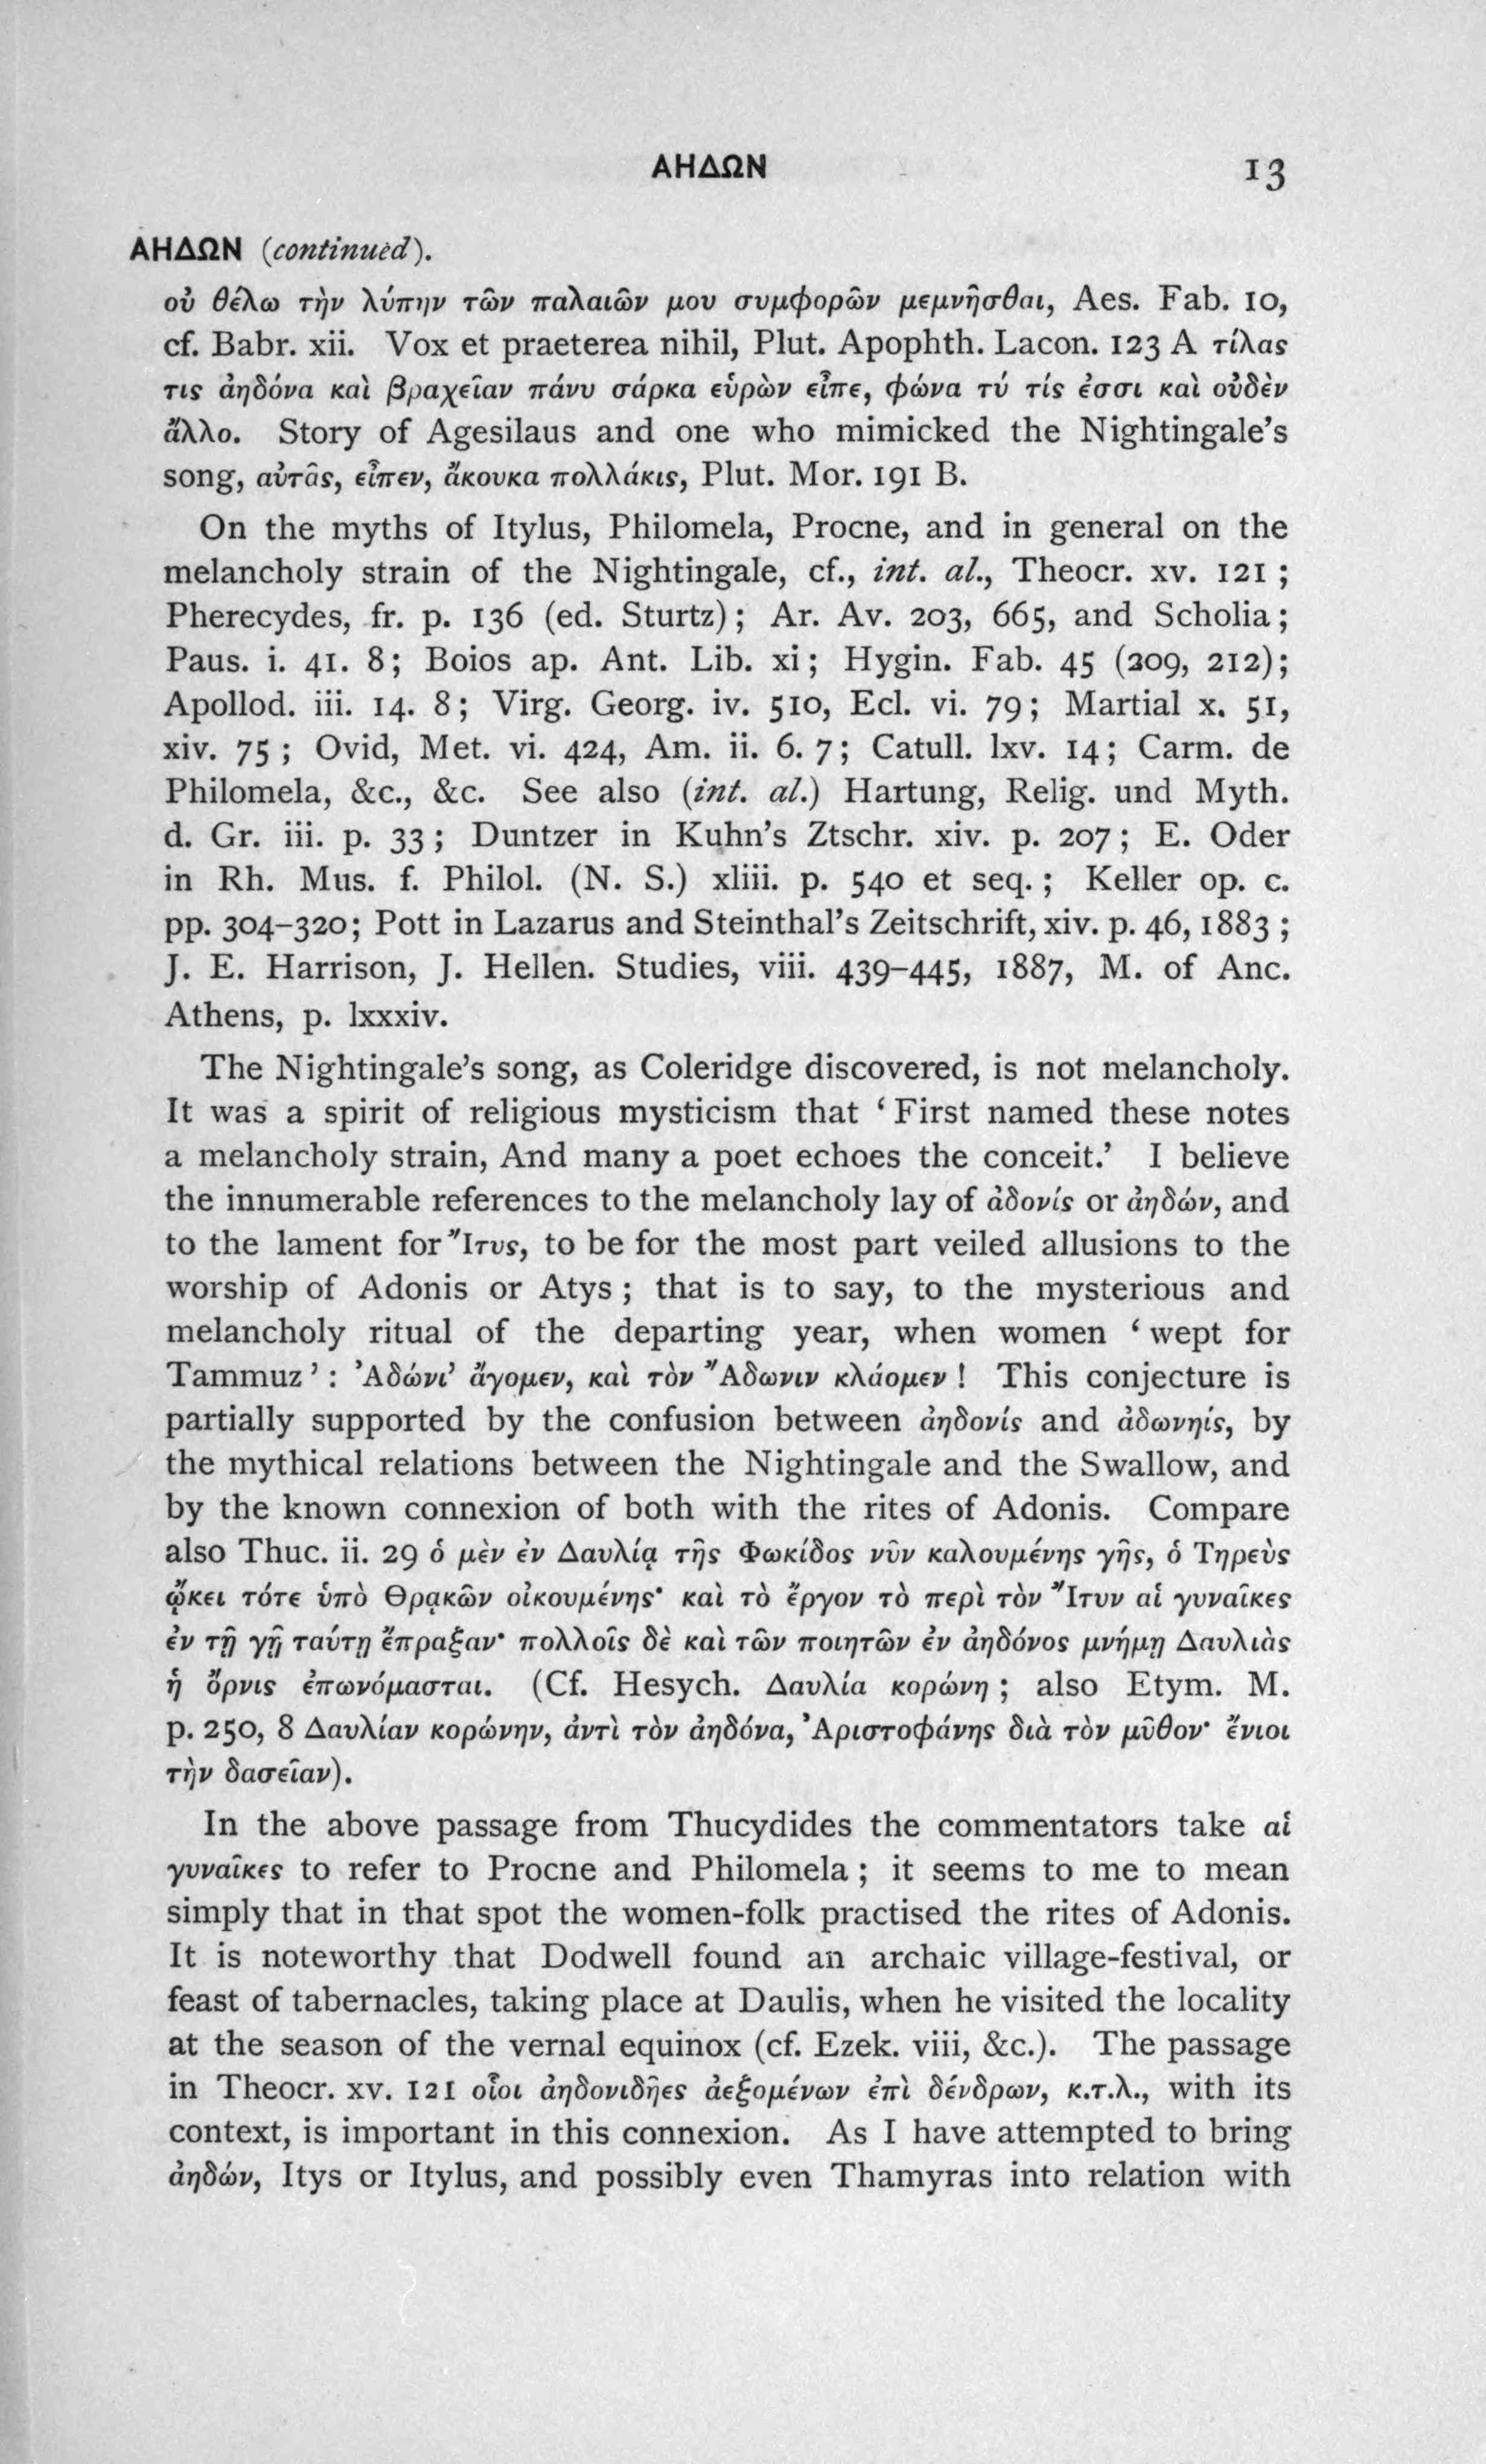 ΑΗΔΩΝ 13
ΑΗΔΩΝ (continued).
οὐ θέλω τὴν λύπην τῶν παλαιῶν μου συμφορῶν μεμνῆσθαι, Aes. Fab. 10,
cf. Babr. xii. Vox et praeterea nihil, Plut. Apophth. Lacon. 123 A τίλας
τις ἀηδόνα καὶ βραχεῖαν πάνυ σάρκα εὑρὼν εἶπε, φώνα τύ τίς ἐσσι καὶ οὐδὲν
ἄλλο. Story of Agesilaus and one who mimicked the Nightingale's
song, αὐτᾶς, εἶπεν, ἄκουκα πολλάκις, Plut. Mor. 191 B.
On the myths of Itylus, Philomela, Procne, and in general on the
melancholy strain of the Nightingale, cf., int. al., Theocr. xv. 121 ;
Pherecydes, fr. p. 136 (ed. Sturtz) ; Ar. Av. 203, 665, and Scholia ;
Paus. i. 41. 8 ; Boios ap. Ant. Lib. xi ; Hygin. Fab. 45 (209, 212);
Apollod. iii. 14. 8 ; Virg. Georg. iv. 510, Ecl. vi. 79 ; Martial x. 51,
xiv. 75 ; Ovid, Met. vi. 424, Am. ii. 6. 7 ; Catull. lxv. 14 ; Carm. de
Philomela, &c., &c. See also (int. al.) Hartung, Relig. und Myth.
d. Gr. iii. p. 33 ; Duntzer in Kuhn's Ztschr. xiv. p. 207 ; E. Oder
in Rh. Mus. f. Philol. (N. S.) xliii. p. 540 et seq. ; Keller op. c.
pp. 304–320 ; Pott in Lazarus and Steinthal's Zeitschrift, xiv. p. 46, 1883 ;
J. E. Harrison, J. Hellen. Studies, viii. 439–445, 1887, M. of Anc.
Athens, p. lxxxiv.
The Nightingale's song, as Coleridge discovered, is not melancholy.
It was a spirit of religious mysticism that ‘ First named these notes
a melancholy strain, And many a poet echoes the conceit.’ I believe
the innumerable references to the melancholy lay of ἀδονίς or ἀηδών, and
to the lament for Ἴτυς, to be for the most part veiled allusions to the
worship of Adonis or Atys ; that is to say, to the mysterious and
melancholy ritual of the departing year, when women ‘ wept for
Tammuz ’ : Ἀδώνι’ ἄγομεν, καὶ τὸν Ἄδωνιν κλάομεν ! This conjecture is
partially supported by the confusion between ἀηδονίς and ἀδωνηίς, by
the mythical relations between the Nightingale and the Swallow, and
by the known connexion of both with the rites of Adonis. Compare
also Thuc. ii. 29 ὁ μὲν ἐν Δαυλίᾳ τῆς Φωκίδος νῦν καλουμένης γῆς, ὁ Τηρεὺς
ᾤκει τότε ὑπὸ Θρᾳκῶν οἰκουμένης· καὶ τὸ ἔργον τὸ περὶ τὸν Ἴτυν αἱ γυναῖκες
ἐν τῇ γῇ ταύτῃ ἔπραξαν· πολλοῖς δὲ καὶ τῶν ποιητῶν ἐν ἀηδόνος μνήμῃ Δαυλιὰς
ἡ ὄρνις ἐπωνόμασται. (Cf. Hesych. Δαυλία κορώνη ; also Etym. M.
p. 250, 8 Δαυλίαν κορώνην, ἀντὶ τὸν ἀηδόνα, Ἀριστοφάνης διὰ τὸν μῦθον· ἔνιοι
τὴν δασεῖαν).
In the above passage from Thucydides the commentators take αἱ
γυναῖκες to refer to Procne and Philomela ; it seems to me to mean
simply that in that spot the women-folk practised the rites of Adonis.
It is noteworthy that Dodwell found an archaic village-festival, or
feast of tabernacles, taking place at Daulis, when he visited the locality
at the season of the vernal equinox (cf. Ezek. viii, &c.). The passage
in Theocr. xv. 121 οἷοι ἀηδονιδῆες ἀεξομένων ἐπὶ δένδρων, κ.τ.λ., with its
context, is important in this connexion. As I have attempted to bring
ἀηδών, Itys or Itylus, and possibly even Thamyras into relation with